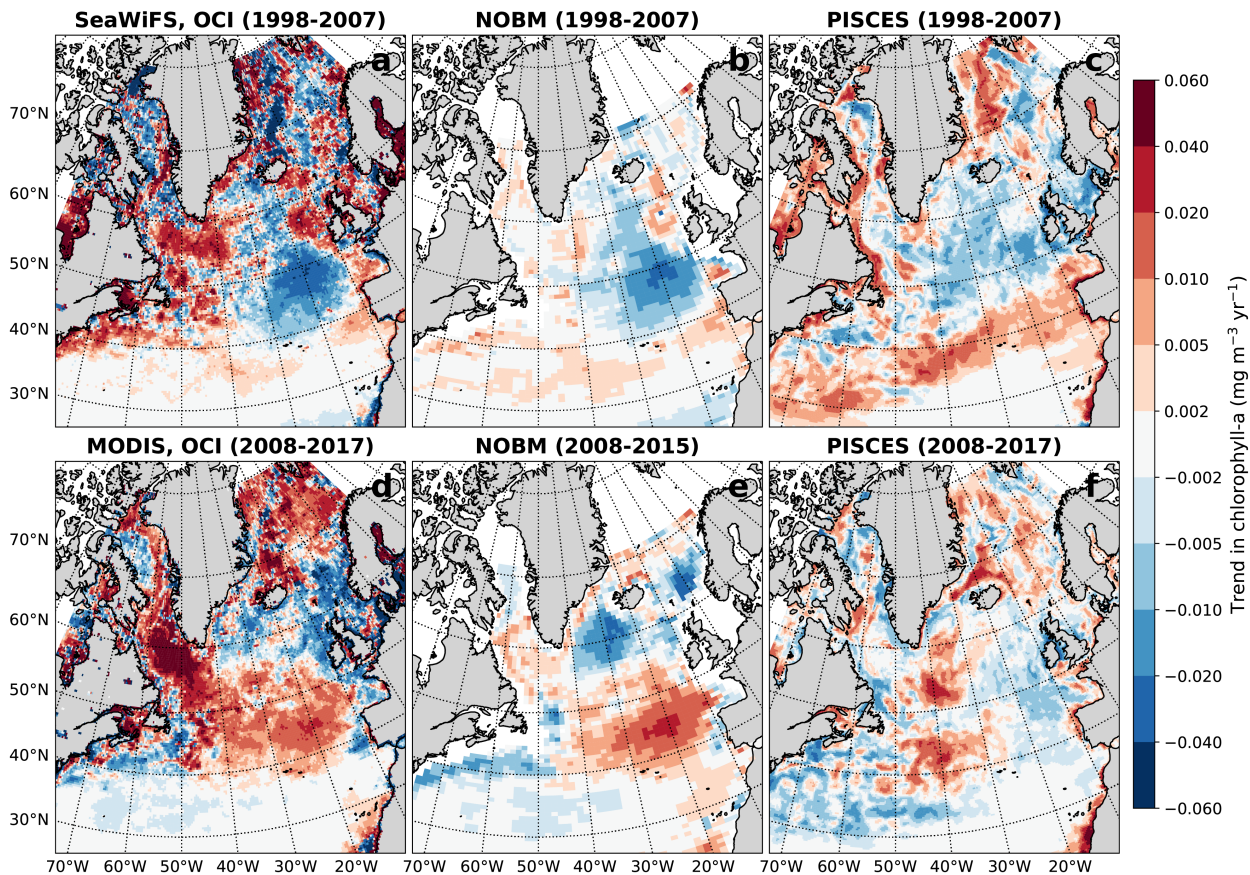 SeaWiFS, OCI (1998-2007) NOBM (1998-2007) PISCES (1998-2007)
a b c
70°N
60°N
50°N
40°N
30°N
MODIS, OCI (2008-2017) NOBM (2008-2015) PISCES (2008-2017)
d e f
70°N
60°N
50°N
40°N
30°N
70°W 60°W 50°W 40°W 30°W 20°W 70°W 60°W 50°W 40°W 30°W 20°W 70°W 60°W 50°W 40°W 30°W 20°W
0.060
0.040
0.020
0.010
0.005
0.002
−0.002
−0.005
−0.010
−0.020
−0.040
−0.060
Trend in chlorophyll-a (mg m⁻³ yr⁻¹)